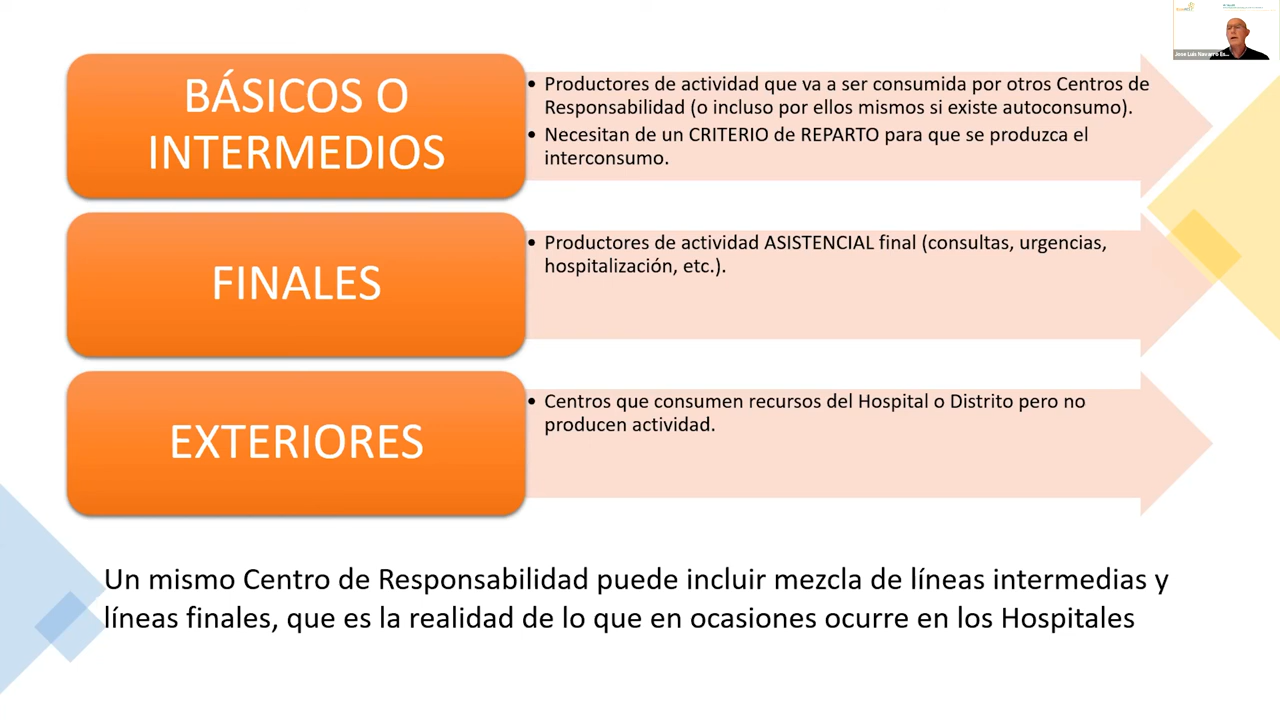 BÁSICOS O
INTERMEDIOS
• Productores de actividad que va a ser consumida por otros Centros de
Responsabilidad (o incluso por ellos mismos si existe autoconsumo).
• Necesitan de un CRITERIO de REPARTO para que se produzca el
interconsumo.
FINALES
• Productores de actividad ASISTENCIAL final (consultas, urgencias,
hospitalización, etc.).
EXTERIORES
• Centros que consumen recursos del Hospital o Distrito pero no
producen actividad.
Un mismo Centro de Responsabilidad puede incluir mezcla de líneas intermedias y
líneas finales, que es la realidad de lo que en ocasiones ocurre en los Hospitales
Jose Luis Navarro Es...